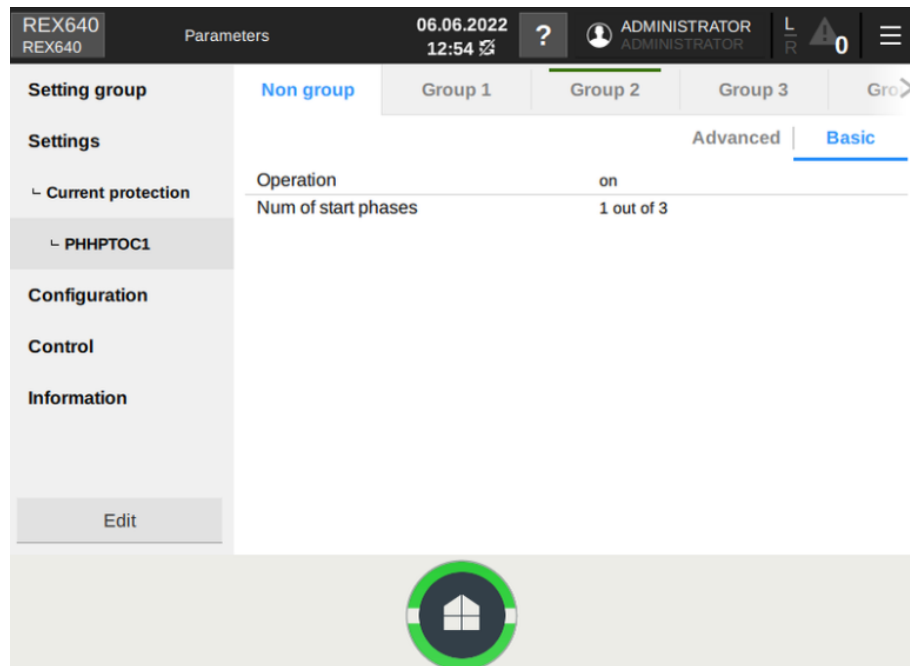 REX640
REX640
Parameters
06.06.2022
12:54
?
ADMINISTRATOR
ADMINISTRATOR
L
R
0
Setting group
Settings
Current protection
PHHPTOC1
Configuration
Control
Information
Edit
Non group
Group 1
Group 2
Group 3
Gro
Advanced
Basic
Operation
on
Num of start phases
1 out of 3